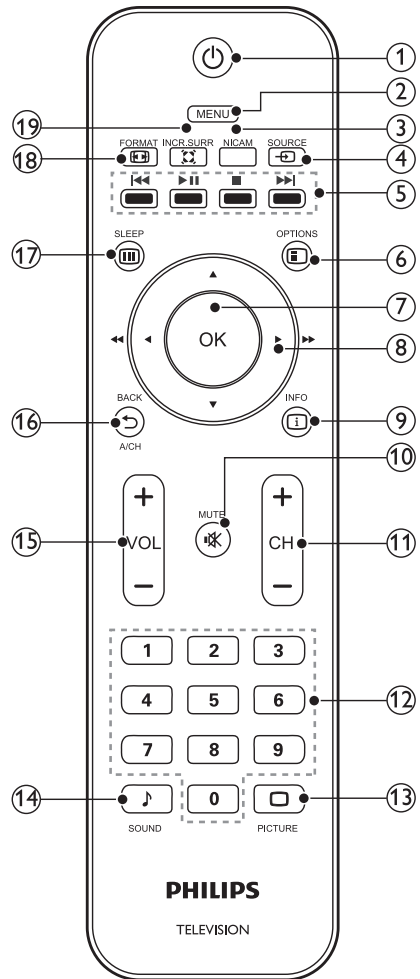 1
MENU
2
19
3
FORMAT INCR.SURR NICAM SOURCE
18
4
5
SLEEP OPTIONS
17
6
7
OK
8
BACK INFO
16
i
9
A/CH
10
+ +
MUTE
15
VOL CH
11
− −
1 2 3
4 5 6
12
7 8 9
14
0
13
SOUND PICTURE
PHILIPS
TELEVISION